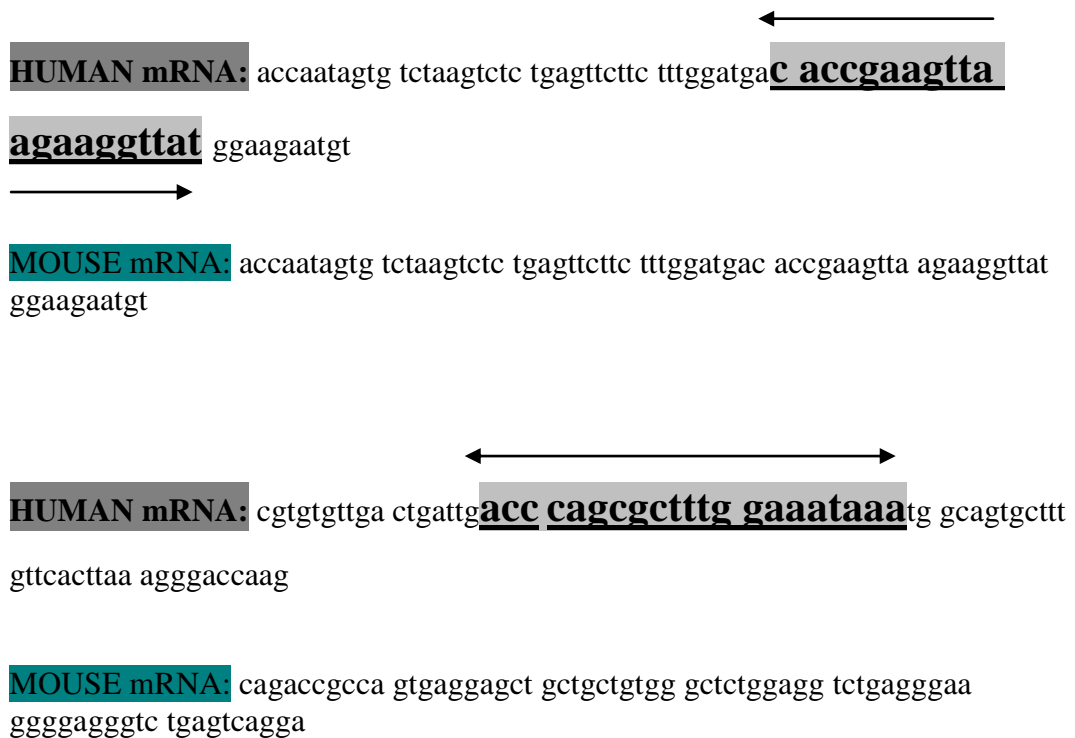 HUMAN mRNA: accaatagtg tctaagtctc tgagttcttc tttggatgac accgaagtta
agaaggttat ggaagaatgt
MOUSE mRNA: accaatagtg tctaagtctc tgagttcttc tttggatgac accgaagtta agaaggttat
ggaagaatgt
HUMAN mRNA: cgtgtgttga ctgattgacc cagcgctttg gaaataaatg gcagtgcttt
gttcacttaa agggaccaag
MOUSE mRNA: cagaccgcca gtgaggagct gctgctgtgg gctctggagg tctgagggaa
ggggagggtc tgagtcagga